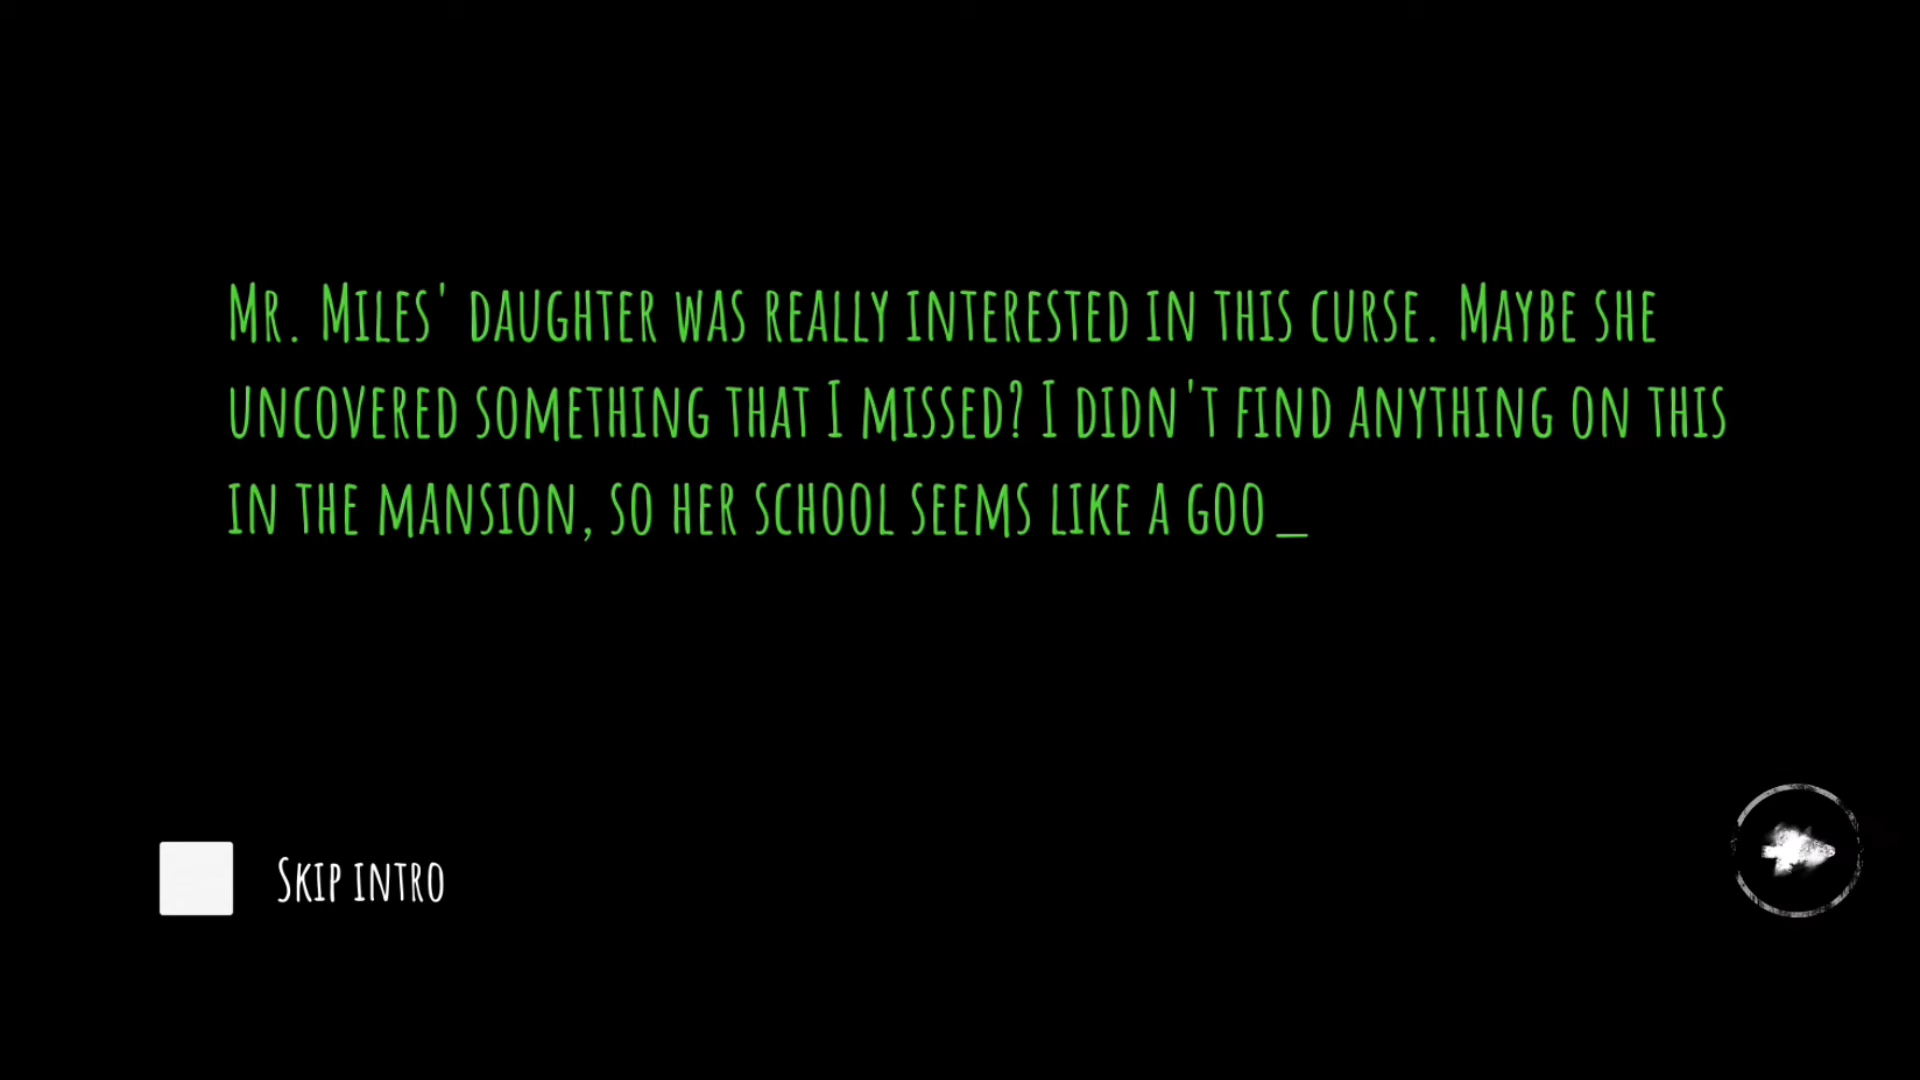 Mr. Miles' daughter was really interested in this curse. Maybe she
uncovered something that I missed? I didn't find anything on this
in the mansion, so her school seems like a goo_
Skip intro